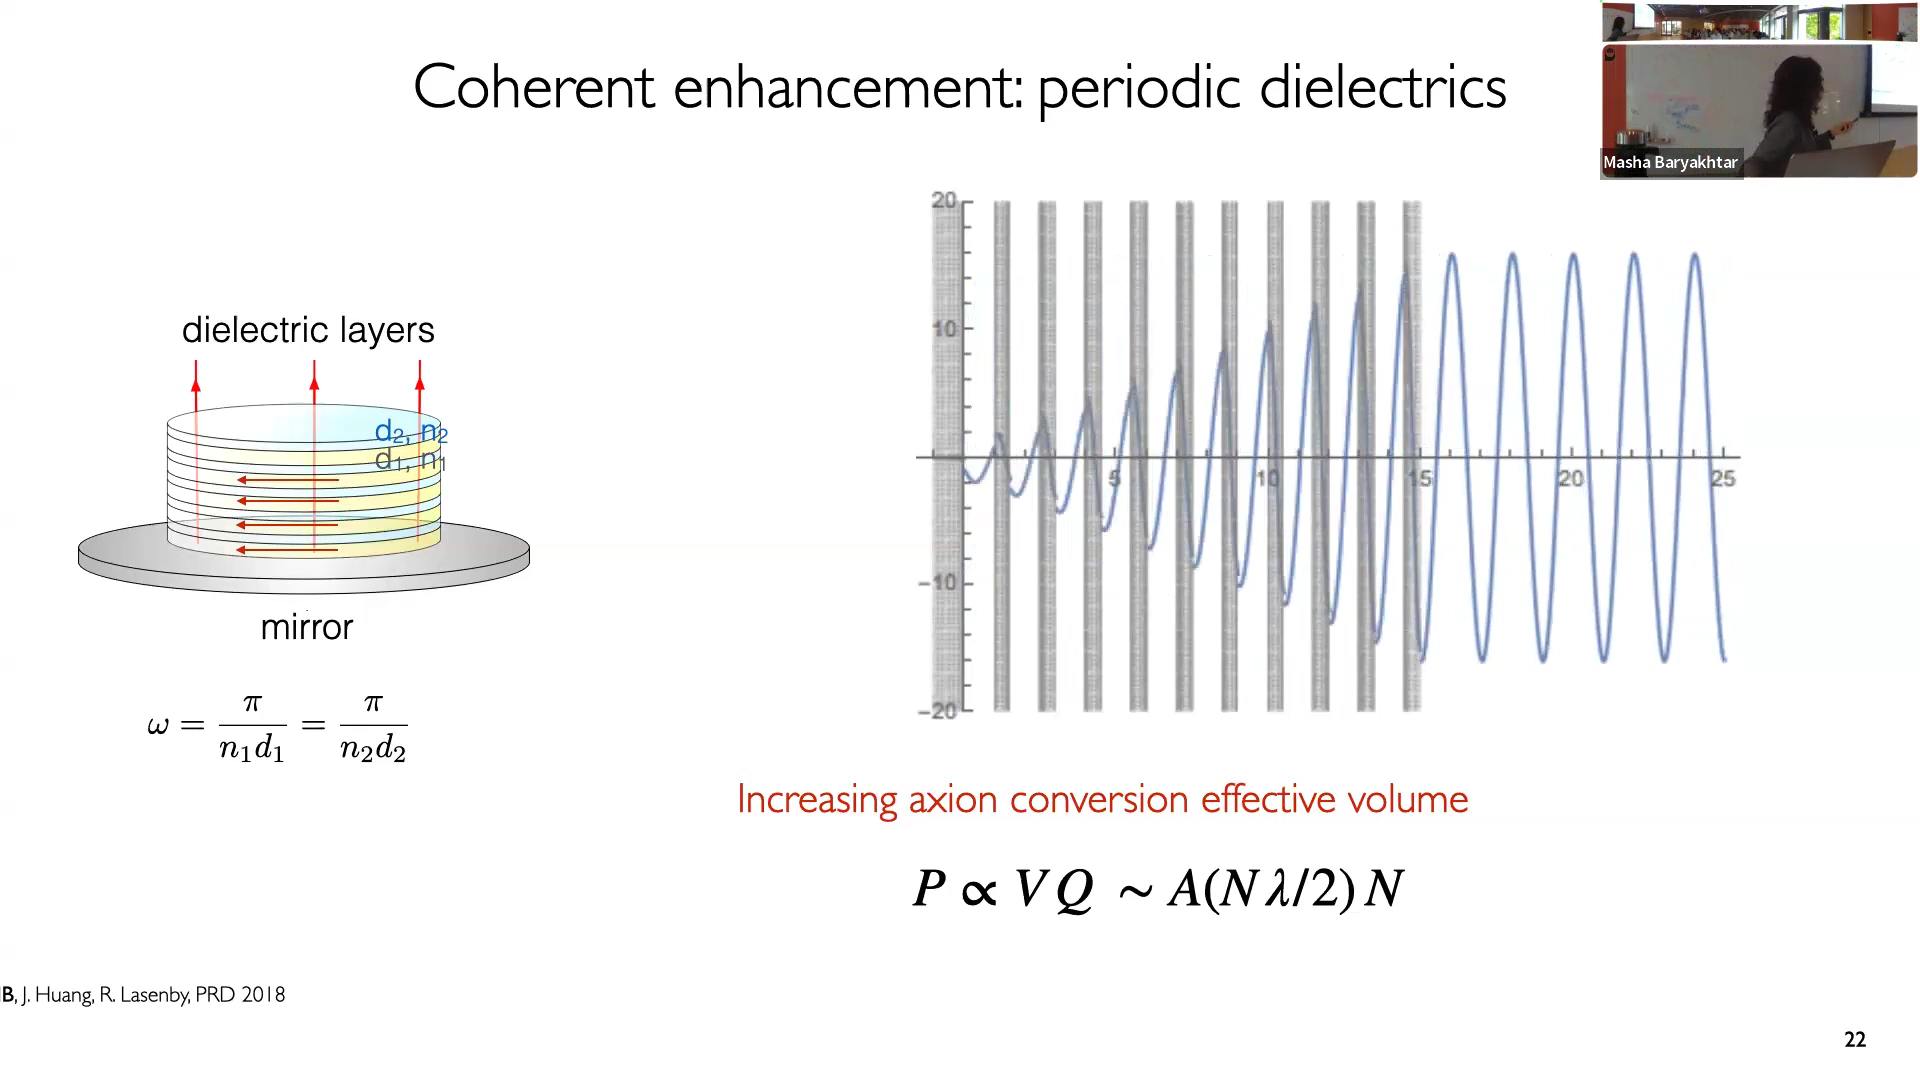 Coherent enhancement: periodic dielectrics
Masha Baryakhtar
dielectric layers
d₂, n₂
d₁, n₁
mirror
ω = π/(n₁d₁) = π/(n₂d₂)
20
10
−10
−20
5
10
15
20
25
Increasing axion conversion effective volume
P ∝ V Q ~ A(N λ/2) N
B, J. Huang, R. Lasenby, PRD 2018
22